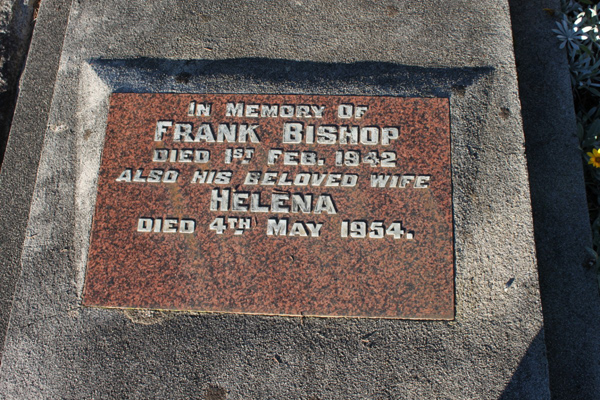 IN MEMORY OF
FRANK BISHOP
DIED 1ST FEB. 1942
ALSO HIS BELOVED WIFE
HELENA
DIED 4TH MAY 1954.